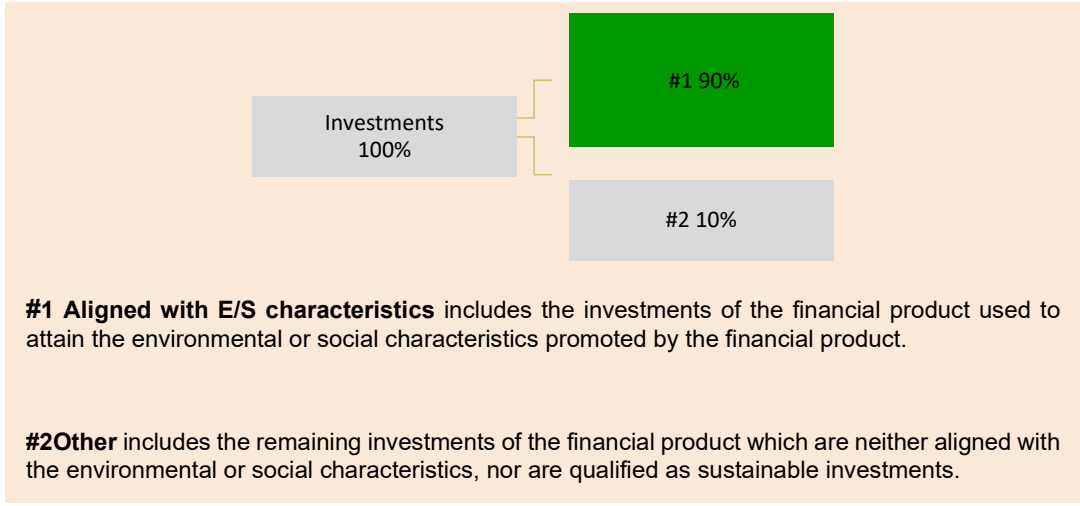 #1 90%
Investments
100%
#2 10%
#1 Aligned with E/S characteristics includes the investments of the financial product used to
attain the environmental or social characteristics promoted by the financial product.
#2Other includes the remaining investments of the financial product which are neither aligned with
the environmental or social characteristics, nor are qualified as sustainable investments.